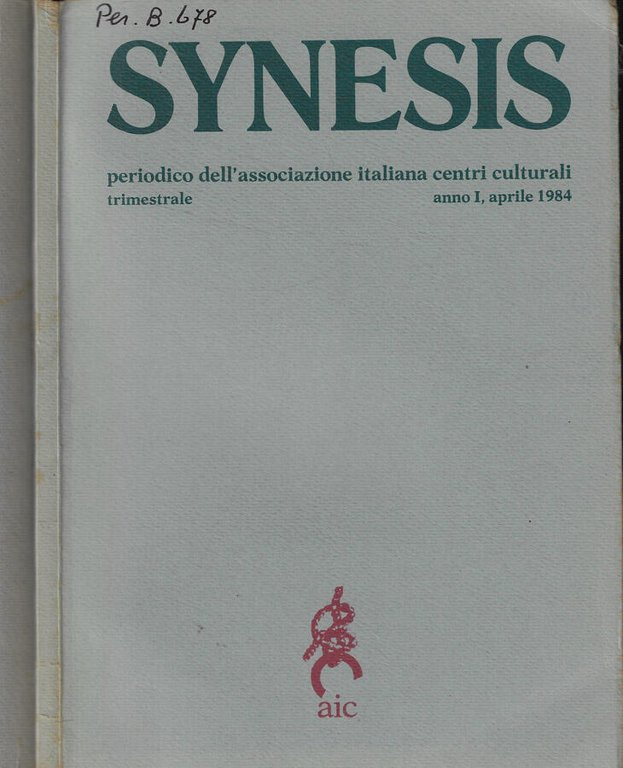 Per. B. 678
SYNESIS
periodico dell'associazione italiana centri culturali
trimestrale anno I, aprile 1984
aic